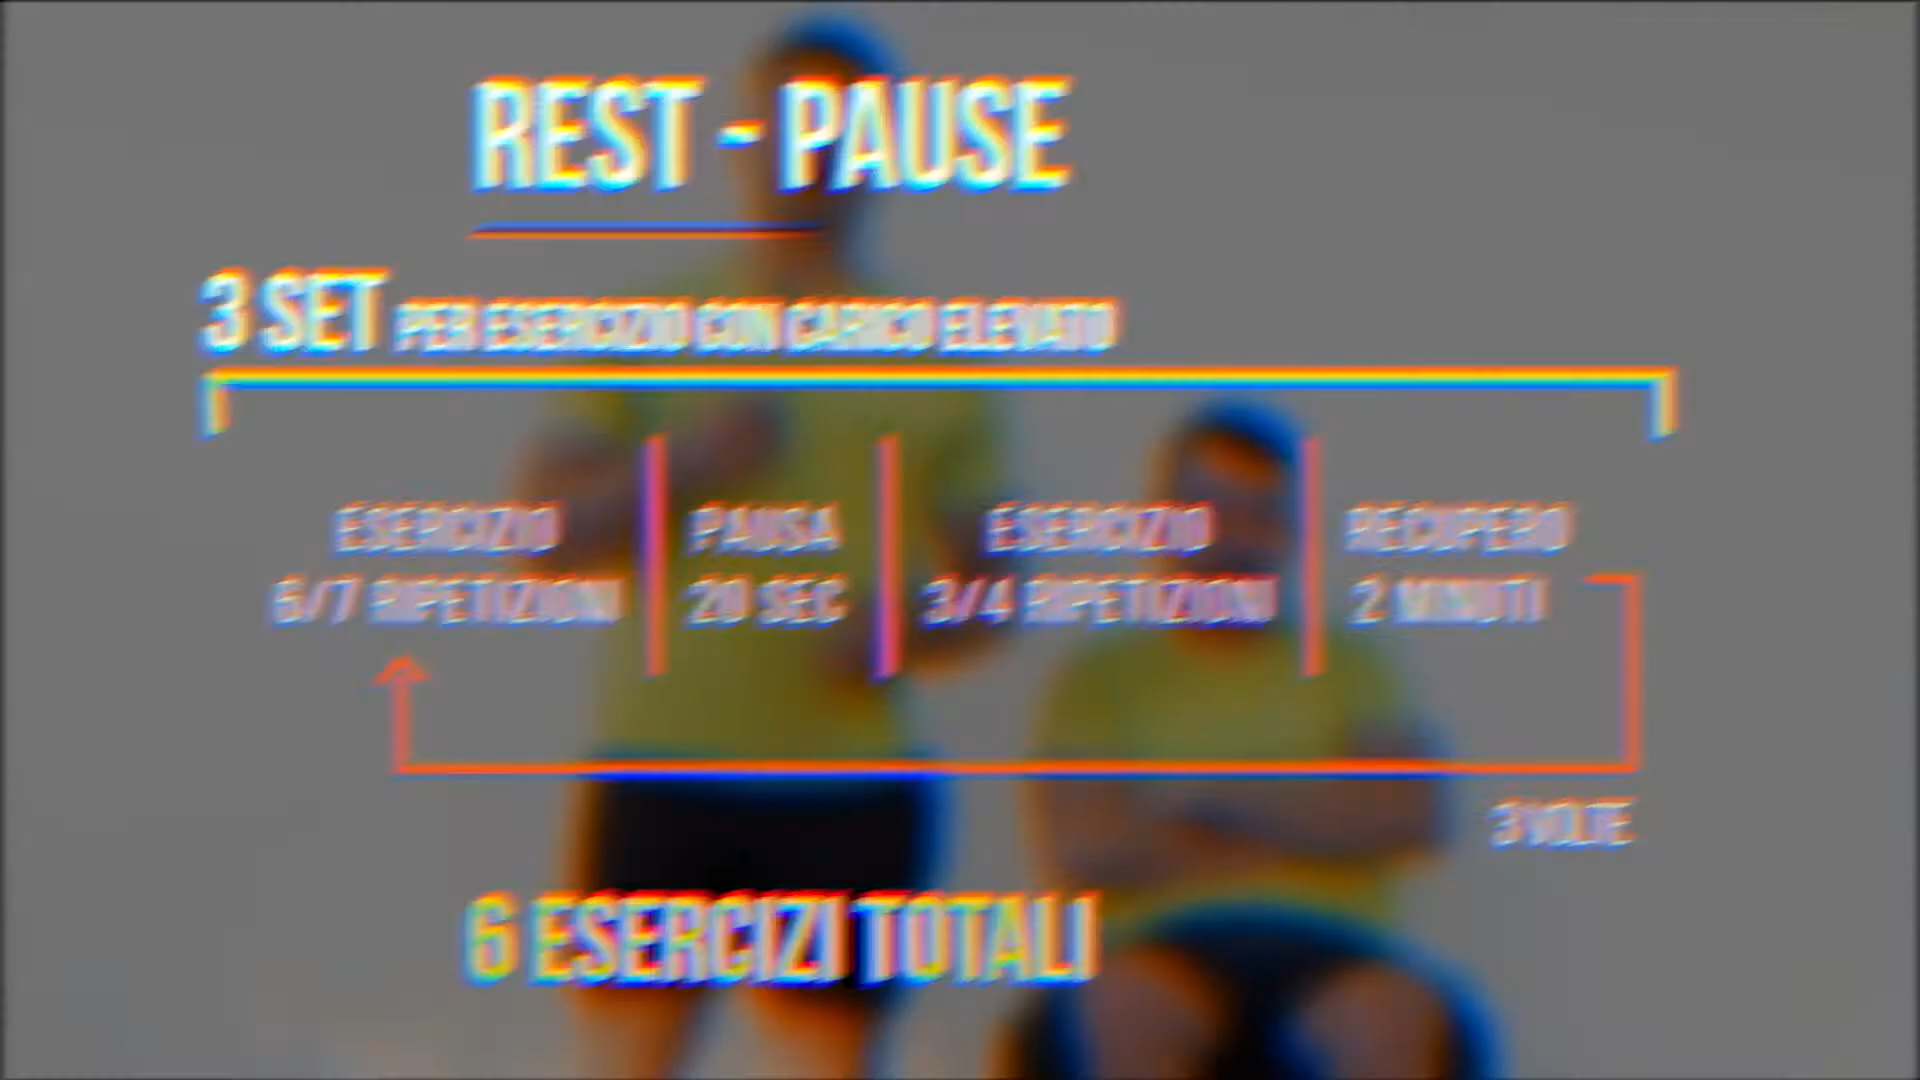 REST - PAUSE
3 SET PER ESERCIZIO CON CARICO ELEVATO
ESERCIZIO
6/7 RIPETIZIONI
PAUSA
20 SEC
ESERCIZIO
3/4 RIPETIZIONI
RECUPERO
2 MINUTI
3 VOLTE
6 ESERCIZI TOTALI